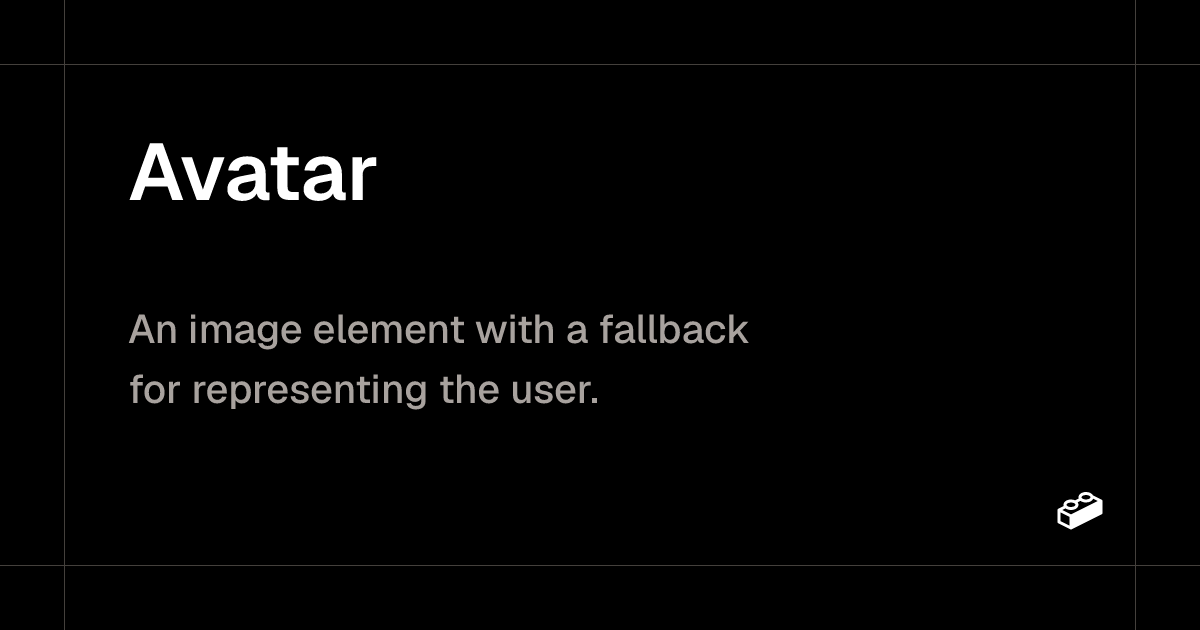 Avatar
An image element with a fallback
for representing the user.